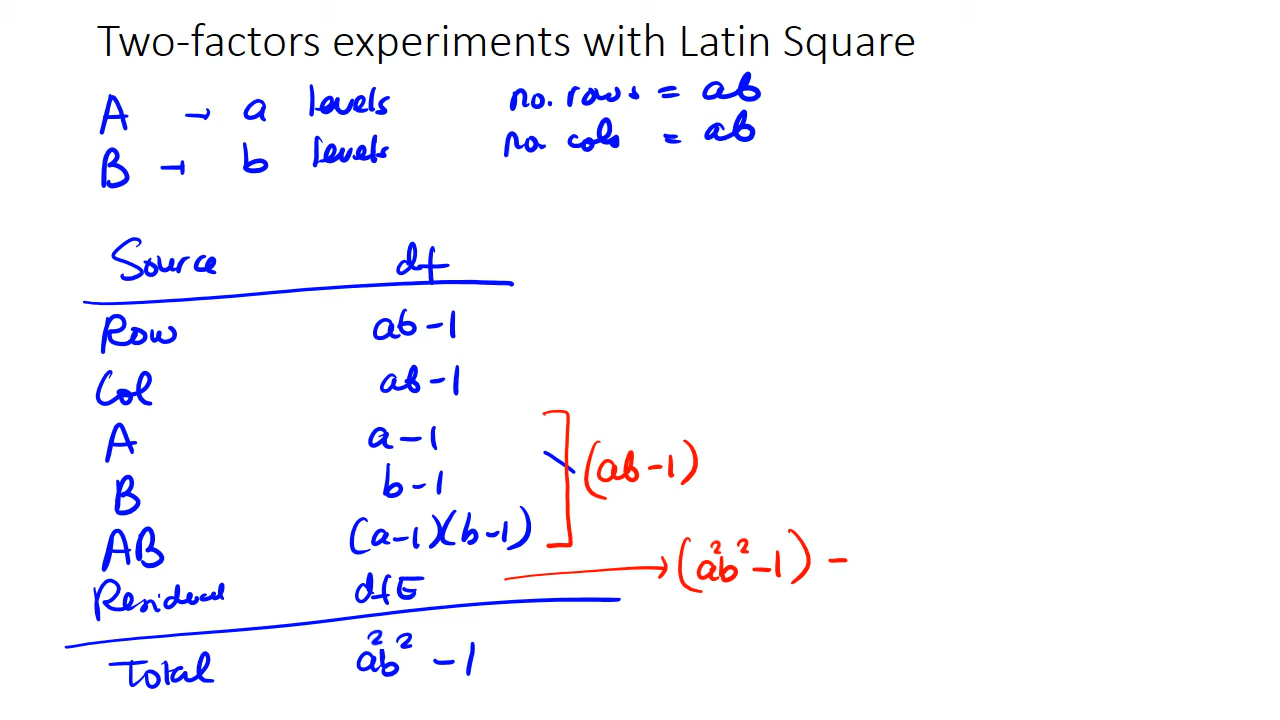 Two-factors experiments with Latin Square
A → a levels no. rows = ab
B → b levels no. cols = ab
Source df
Row ab - 1
Col ab - 1
A a - 1
B b - 1
(ab - 1)
AB (a-1)(b-1)
Residual dfE → (a²b² - 1) -
Total a²b² - 1